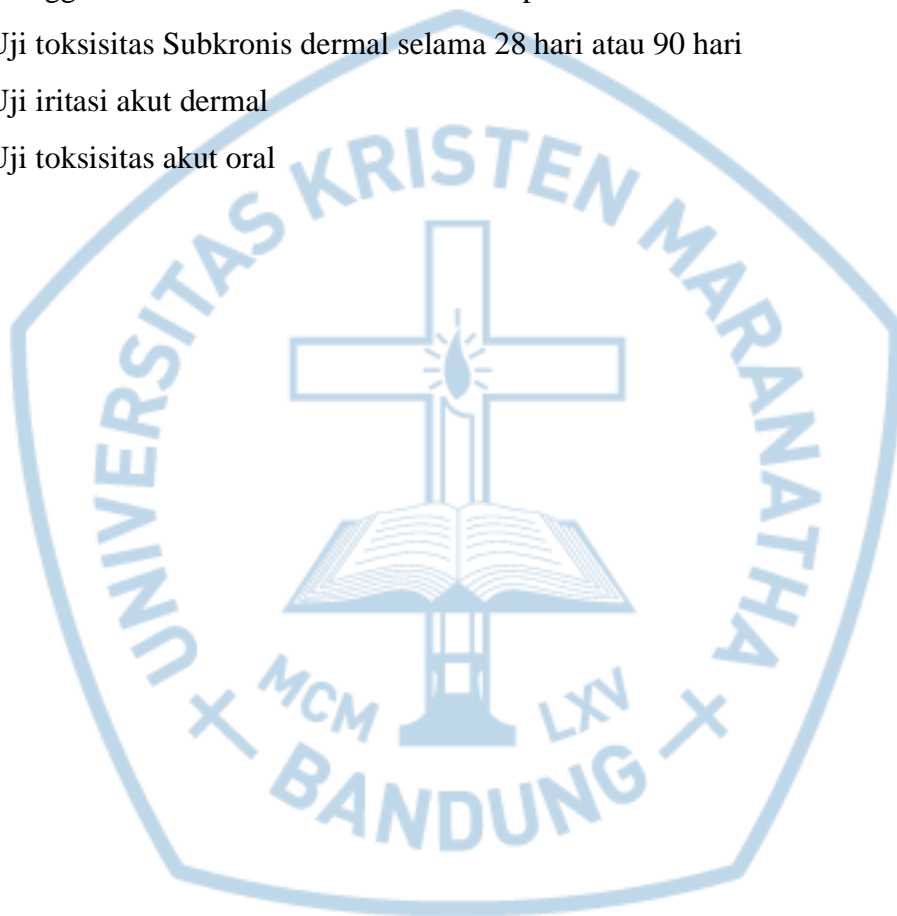 Uji toksisitas Subkronis dermal selama 28 hari atau 90 hari
Uji iritasi akut dermal
Uji toksisitas akut oral
UNIVERSITAS KRISTEN MARANATHA
MCM LXV
BANDUNG